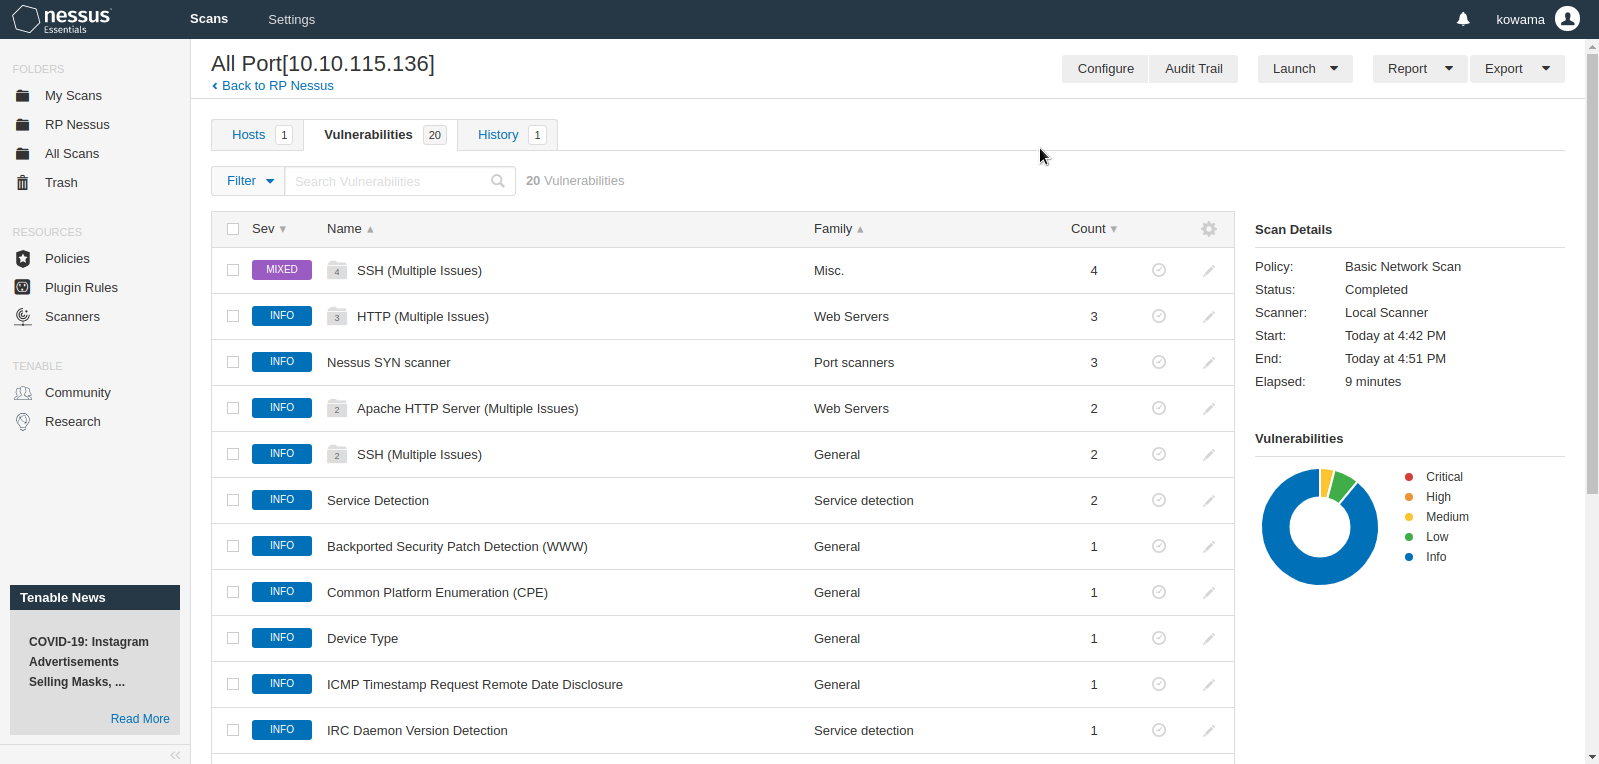 nessus
Essentials
Scans
Settings
kowama
FOLDERS
My Scans
RP Nessus
All Scans
Trash
RESOURCES
Policies
Plugin Rules
Scanners
TENABLE
Community
Research
Tenable News
COVID-19: Instagram
Advertisements
Selling Masks, ...
Read More
All Port[10.10.115.136]
Back to RP Nessus
Configure
Audit Trail
Launch
Report
Export
Hosts 1
Vulnerabilities 20
History 1
Filter
Search Vulnerabilities
20 Vulnerabilities
Sev Name Family Count
MIXED 4 SSH (Multiple Issues) Misc. 4
INFO 3 HTTP (Multiple Issues) Web Servers 3
INFO Nessus SYN scanner Port scanners 3
INFO 2 Apache HTTP Server (Multiple Issues) Web Servers 2
INFO 2 SSH (Multiple Issues) General 2
INFO Service Detection Service detection 2
INFO Backported Security Patch Detection (WWW) General 1
INFO Common Platform Enumeration (CPE) General 1
INFO Device Type General 1
INFO ICMP Timestamp Request Remote Date Disclosure General 1
INFO IRC Daemon Version Detection Service detection 1
Scan Details
Policy: Basic Network Scan
Status: Completed
Scanner: Local Scanner
Start: Today at 4:42 PM
End: Today at 4:51 PM
Elapsed: 9 minutes
Vulnerabilities
Critical
High
Medium
Low
Info